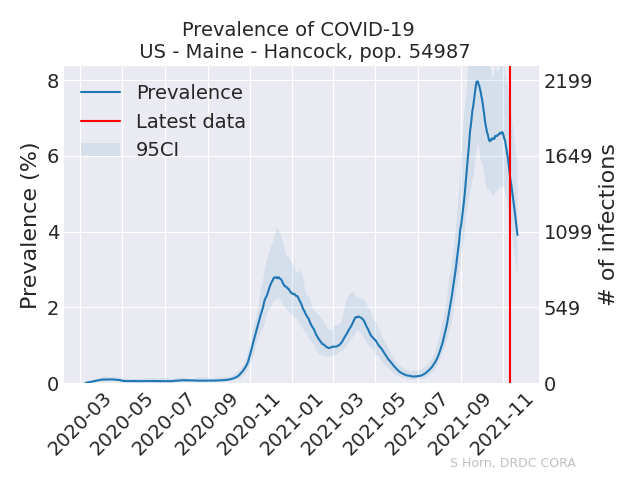 Prevalence of COVID-19
US - Maine - Hancock, pop. 54987
Prevalence
Latest data
95CI
Prevalence (%)
8
6
4
2
0
2199
1649
1099
549
0
# of infections
2020-03
2020-05
2020-07
2020-09
2020-11
2021-01
2021-03
2021-05
2021-07
2021-09
2021-11
S Horn, DRDC CORA